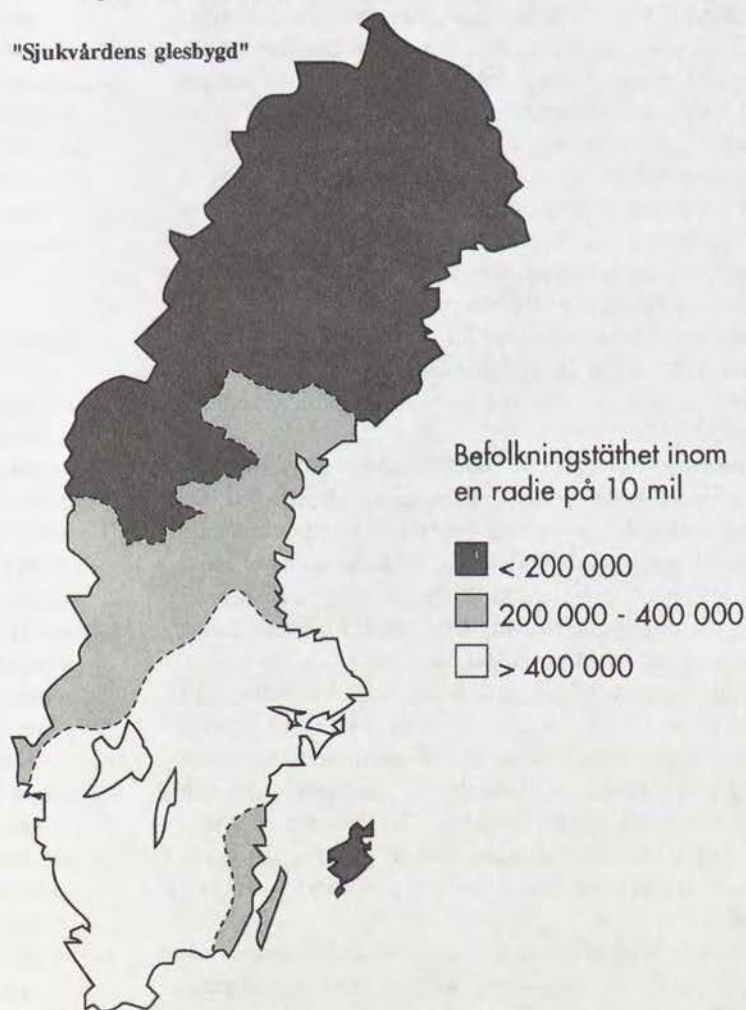 "Sjukvårdens glesbygd"
Befolkningstäthet inom
en radie på 10 mil
< 200 000
200 000 - 400 000
> 400 000